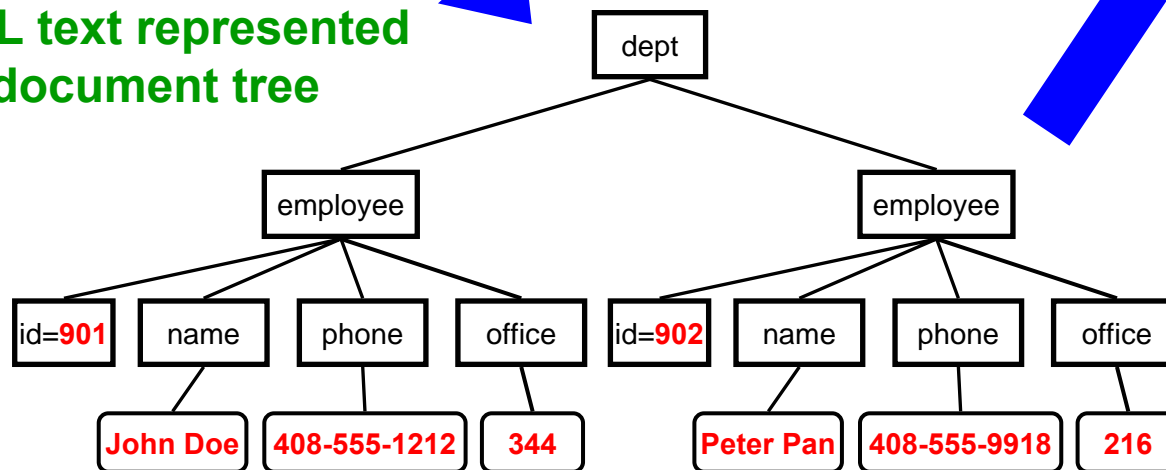 L text represented
document tree
dept
employee employee
id=901 name phone office id=902 name phone office
John Doe 408-555-1212 344 Peter Pan 408-555-9918 216